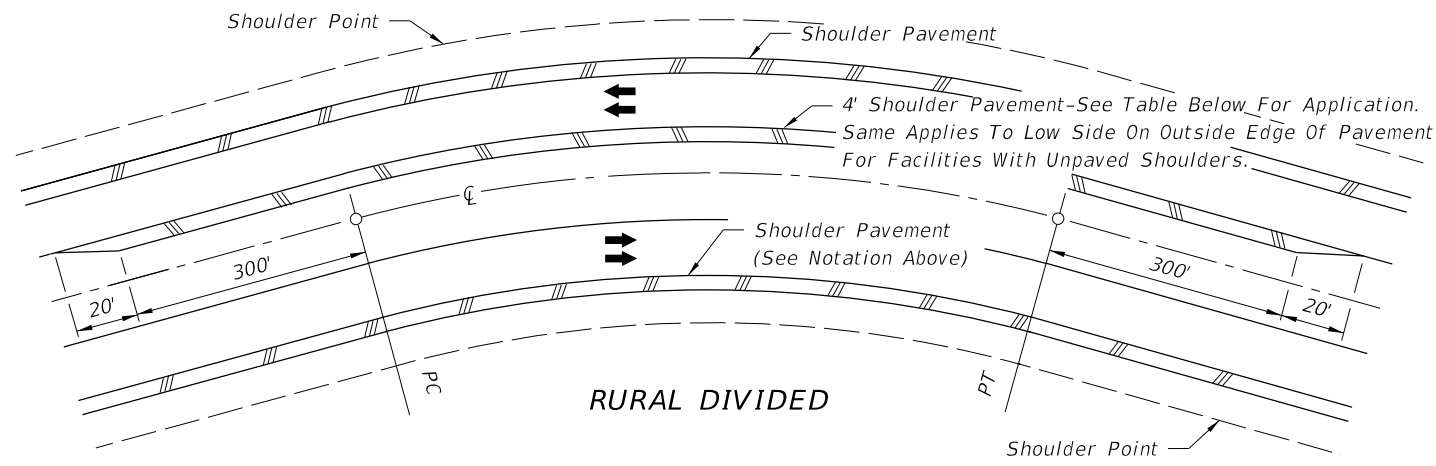 Shoulder Point
Shoulder Pavement
4' Shoulder Pavement-See Table Below For Application.
Same Applies To Low Side On Outside Edge Of Pavement
For Facilities With Unpaved Shoulders.
℄
Shoulder Pavement
(See Notation Above)
300'
20'
300'
20'
PC
PT
RURAL DIVIDED
Shoulder Point